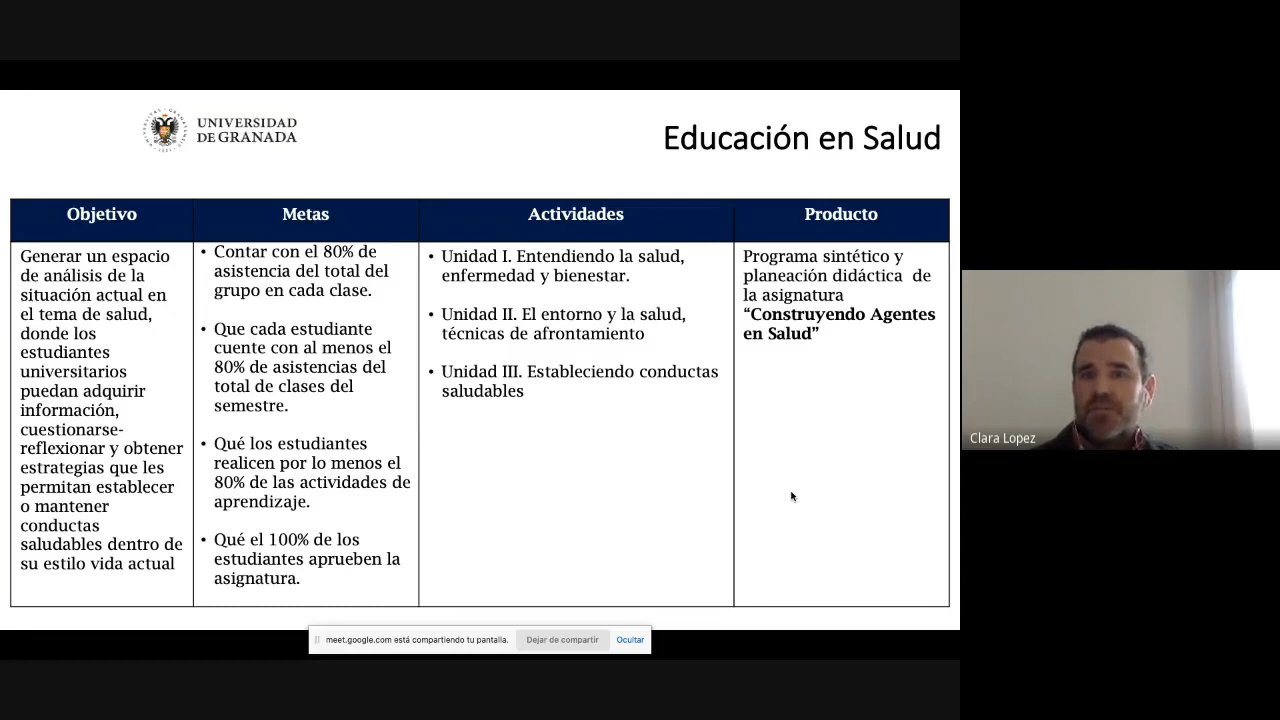 UNIVERSIDAD
DE GRANADA
Educación en Salud
Objetivo
Metas
Actividades
Producto
Generar un espacio
de análisis de la
situación actual en
el tema de salud,
donde los
estudiantes
universitarios
puedan adquirir
información,
cuestionarse-
reflexionar y obtener
estrategias que les
permitan establecer
o mantener
conductas
saludables dentro de
su estilo vida actual
• Contar con el 80% de
asistencia del total del
grupo en cada clase.
• Que cada estudiante
cuente con al menos el
80% de asistencias del
total de clases del
semestre.
• Qué los estudiantes
realicen por lo menos el
80% de las actividades de
aprendizaje.
• Qué el 100% de los
estudiantes aprueben la
asignatura.
• Unidad I. Entendiendo la salud,
enfermedad y bienestar.
• Unidad II. El entorno y la salud,
técnicas de afrontamiento
• Unidad III. Estableciendo conductas
saludables
Programa sintético y
planeación didáctica de
la asignatura
“Construyendo Agentes
en Salud”
Clara Lopez
meet.google.com está compartiendo tu pantalla.
Dejar de compartir
Ocultar